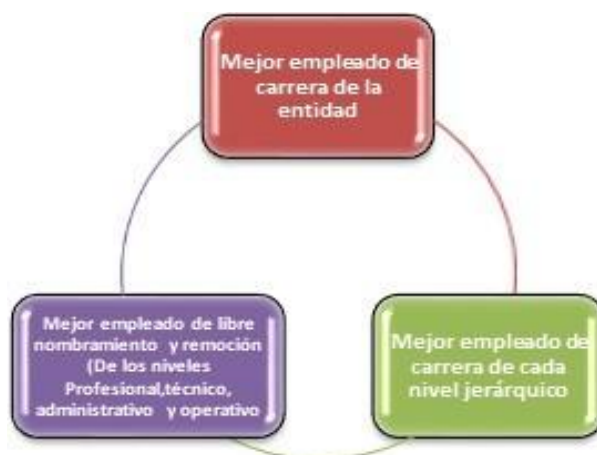 Mejor empleado de
carrera de la
entidad
Mejor empleado de libre
nombramiento y remoción
(De los niveles
Profesional,técnico,
administrativo y operativo
Mejor empleado de
carrera de cada
nivel jerárquico